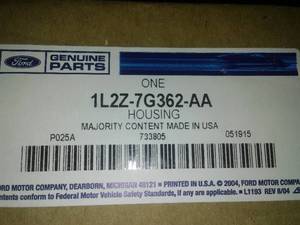 Ford
GENUINE
PARTS
ONE
1L2Z-7G362-AA
HOUSING
MAJORITY CONTENT MADE IN USA
P025A 733805 051915
FORD MOTOR COMPANY, DEARBORN, MICHIGAN 48121 • PRINTED IN U.S.A. © 2004, FORD MOTOR COMPANY
Contents conform to Federal Motor Vehicle Safety Standards, if any are applicable. • L1193 REV 8/04